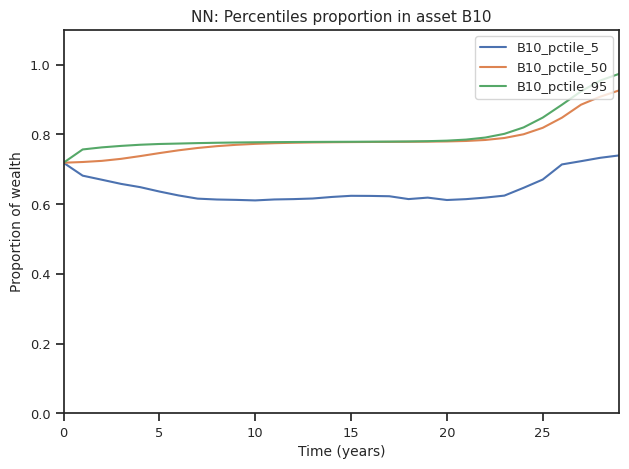 NN: Percentiles proportion in asset B10
B10_pctile_5
B10_pctile_50
B10_pctile_95
Proportion of wealth
1.0
0.8
0.6
0.4
0.2
0.0
0 5 10 15 20 25
Time (years)